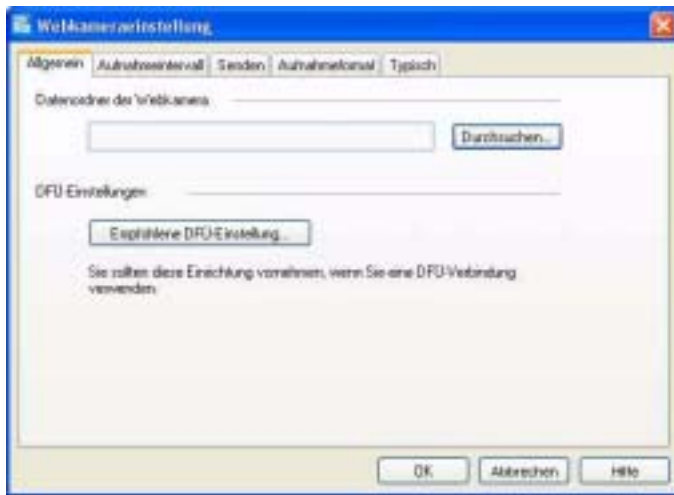 Webkameraeinstellung
Allgemein Aufnahmeintervall Senden Aufnahmeformat Typisch
Datenordner der Webkamera
Durchsuchen...
DFÜ-Einstellungen
Empfohlene DFÜ-Einstellung...
Sie sollten diese Einrichtung vornehmen, wenn Sie eine DFÜ-Verbindung
verwenden.
OK Abbrechen Hilfe